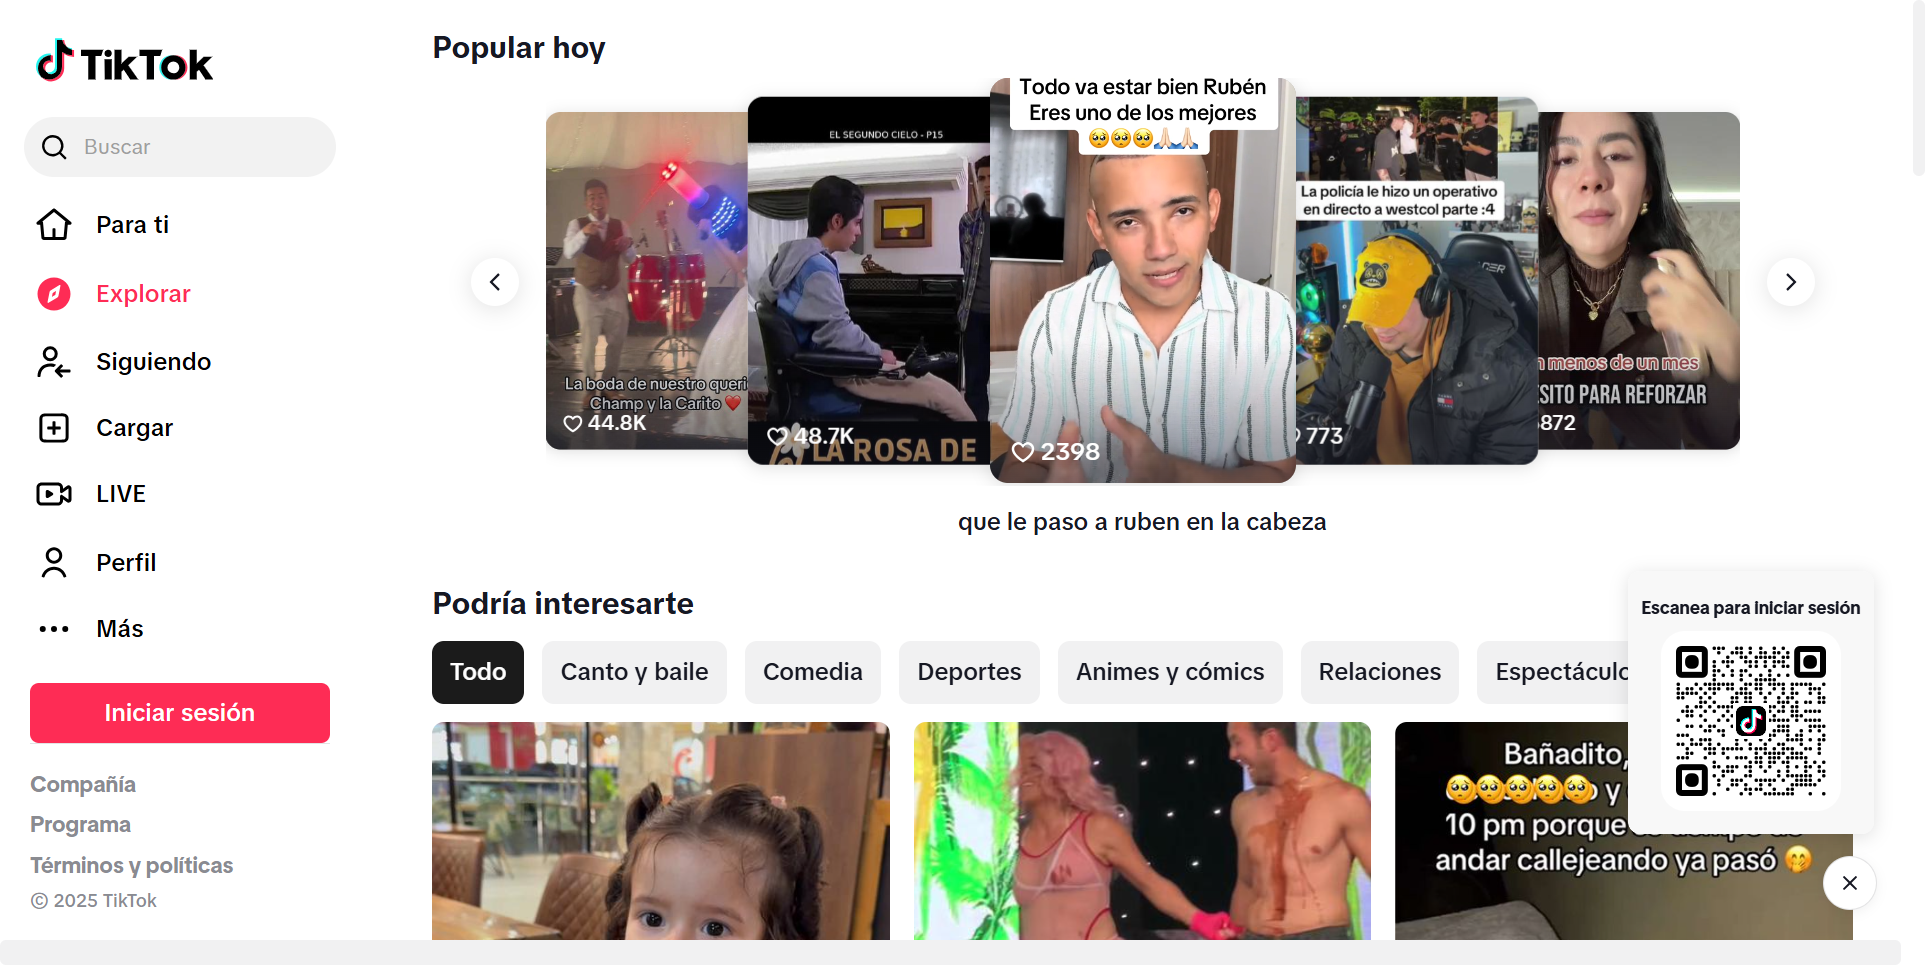 TikTok
Buscar
Para ti
Explorar
Siguiendo
Cargar
LIVE
Perfil
Más
Iniciar sesión
Compañía
Programa
Términos y políticas
© 2025 TikTok
Popular hoy
La boda de nuestro queri
Champ y la Carito
44.8K
EL SEGUNDO CIELO - P15
48.7K
LA ROSA DE
Todo va estar bien Rubén
Eres uno de los mejores
2398
La policía le hizo un operativo
en directo a westcol parte :4
773
menos de un mes
SITO PARA REFORZAR
872
que le paso a ruben en la cabeza
Podría interesarte
Todo
Canto y baile
Comedia
Deportes
Animes y cómics
Relaciones
Espectáculo
Escanea para iniciar sesión
Bañadito,
y
10 pm porque
andar callejeando ya pasó